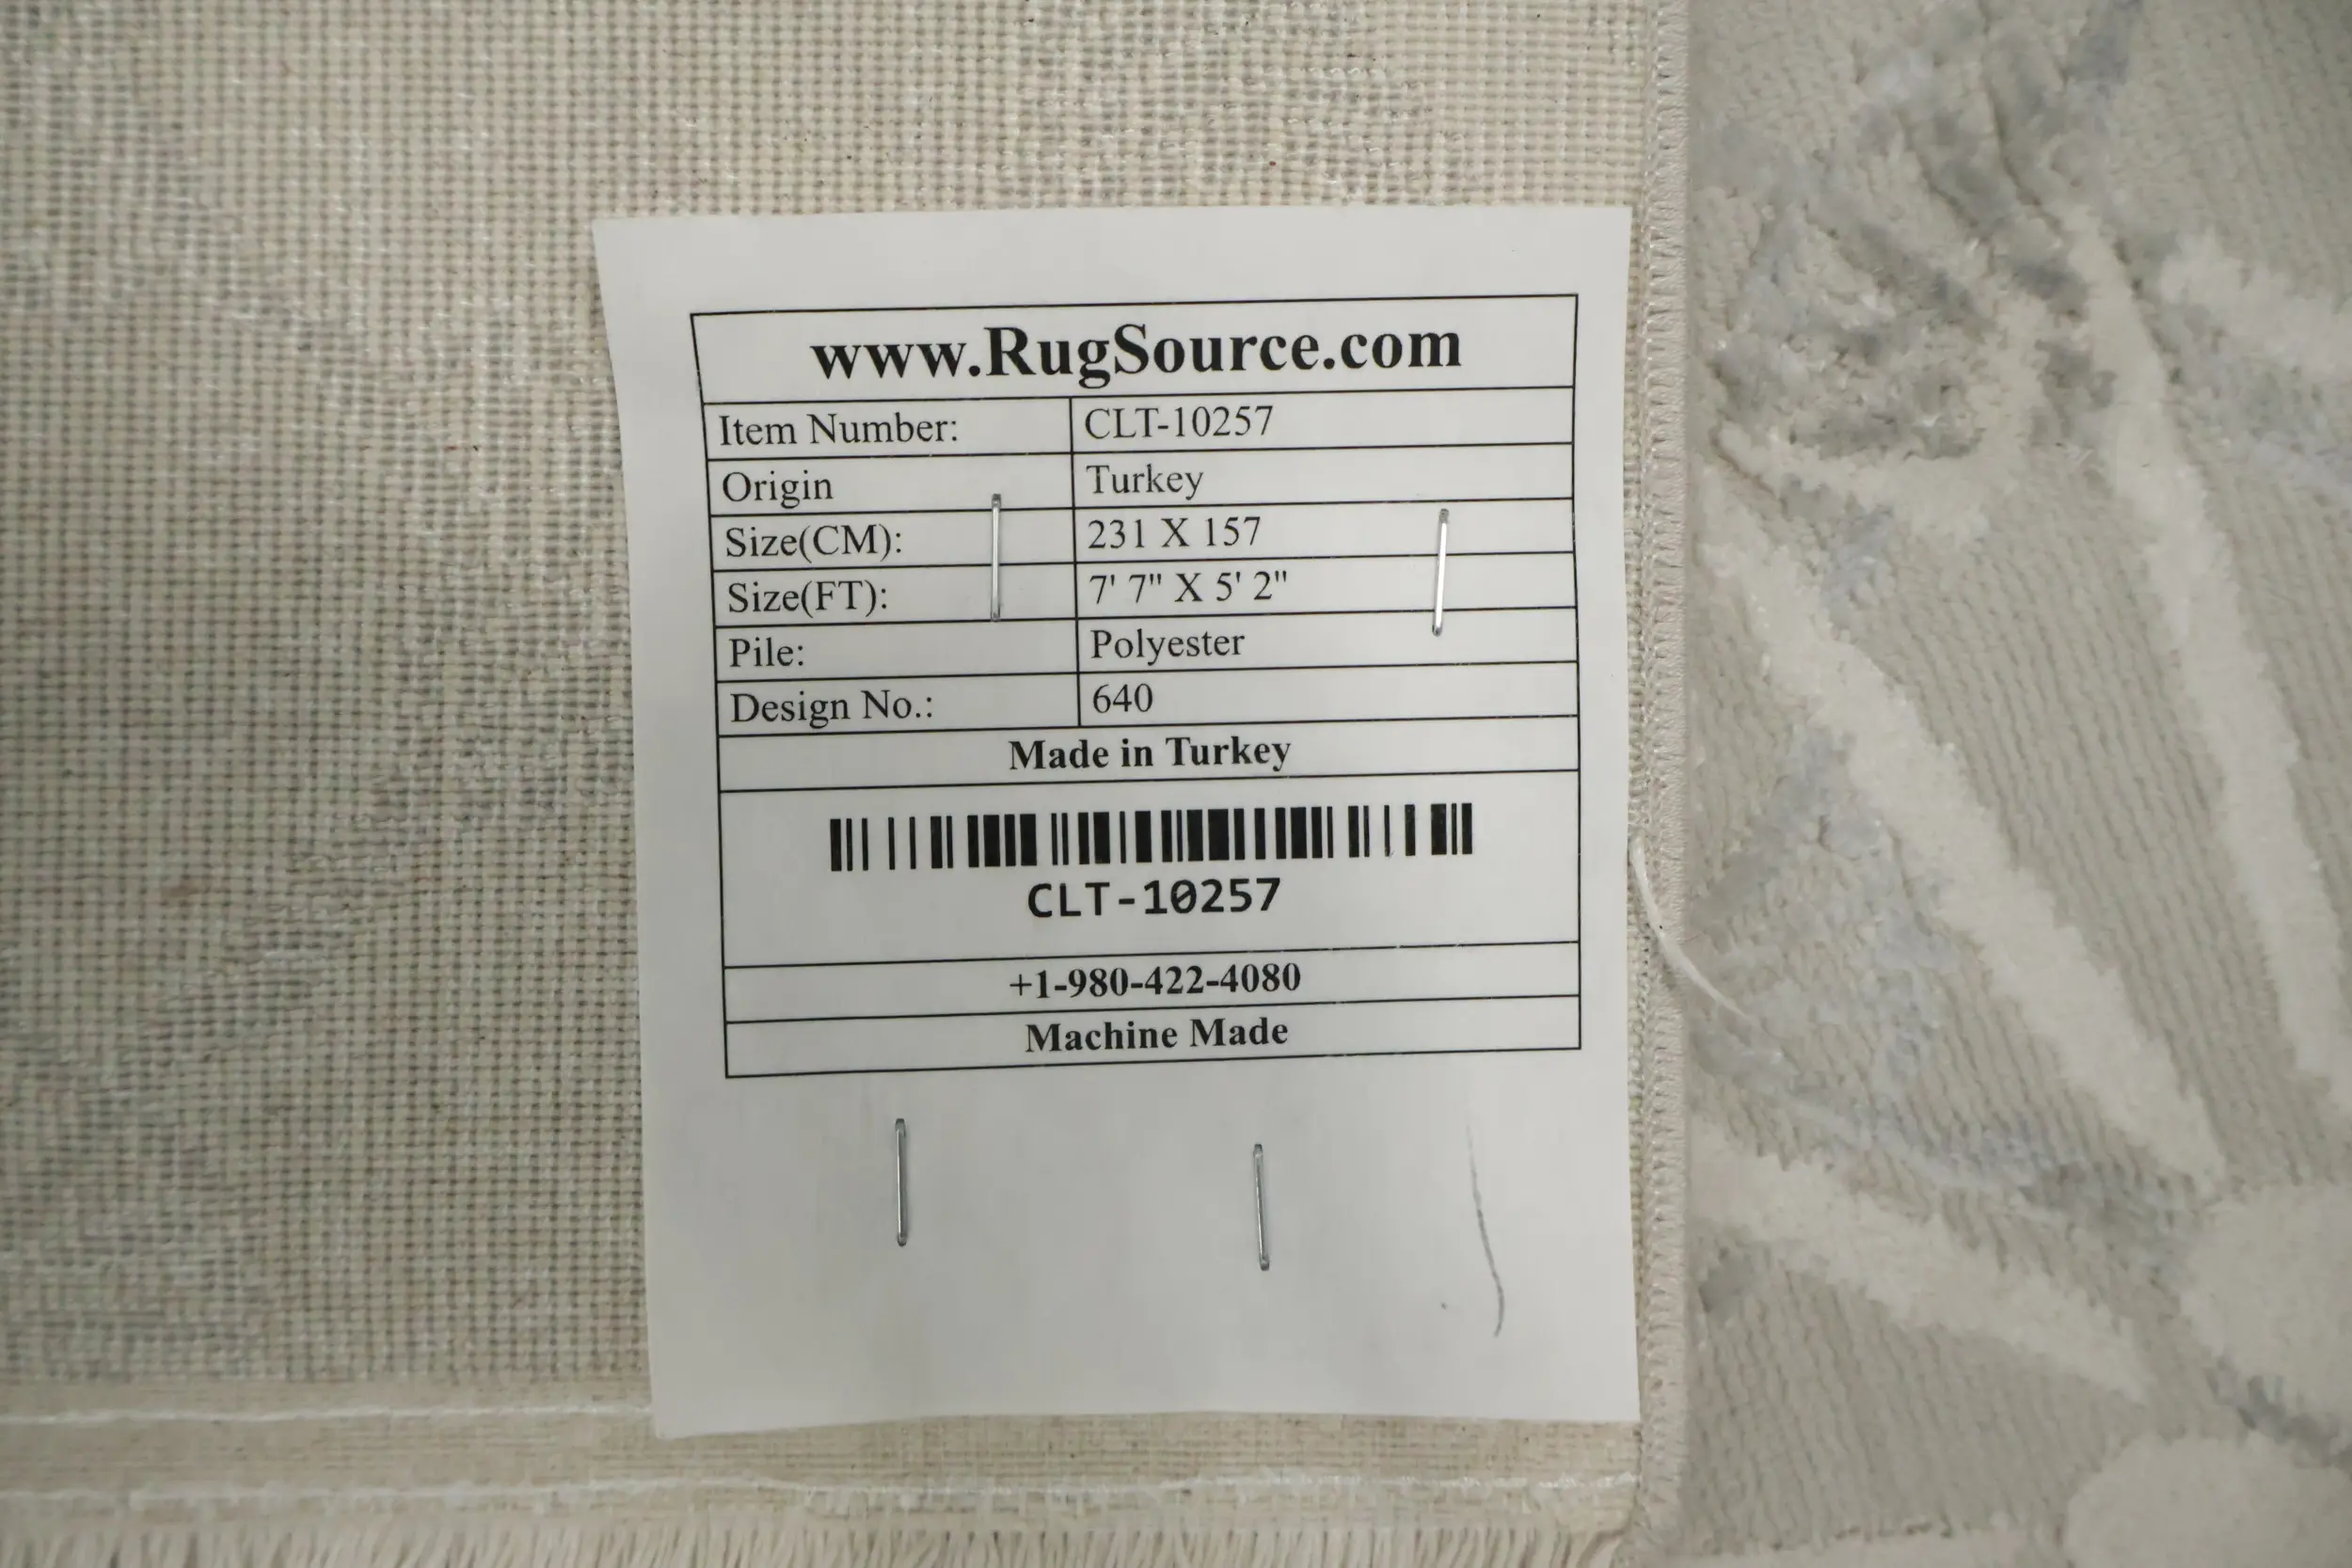 www.RugSource.com
Item Number: CLT-10257
Origin Turkey
Size(CM): 231 X 157
Size(FT): 7' 7" X 5' 2"
Pile: Polyester
Design No.: 640
Made in Turkey
CLT-10257
+1-980-422-4080
Machine Made